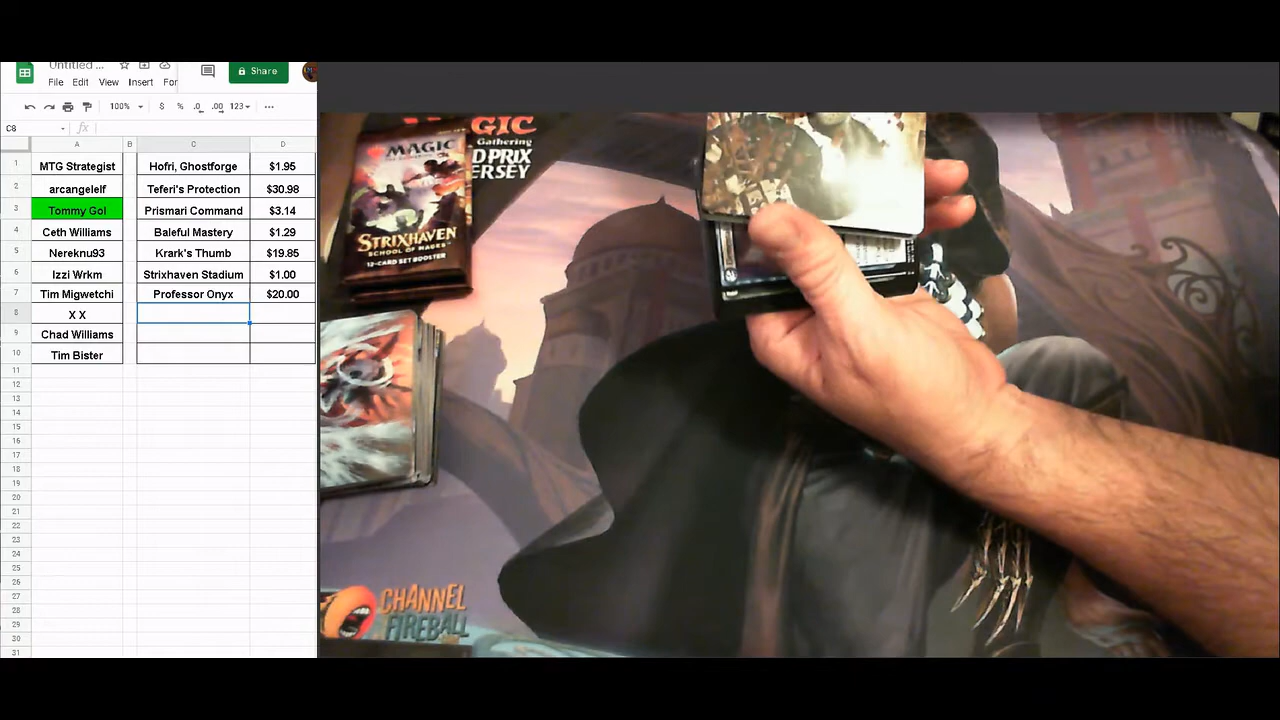 Untitled ...
Share
File Edit View Insert For
100% $ % .0 .00 123 ...
C8 fx
A B C D
1 MTG Strategist Hofri, Ghostforge $1.95
2 arcangelelf Teferi's Protection $30.98
3 Tommy Gol Prismari Command $3.14
4 Ceth Williams Baleful Mastery $1.29
5 Nereknu93 Krark's Thumb $19.85
6 Izzi Wrkm Strixhaven Stadium $1.00
7 Tim Migwetchi Professor Onyx $20.00
8 X X
9 Chad Williams
10 Tim Bister
11
12
13
14
15
16
17
18
19
20
21
22
23
24
25
26
27
28
29
30
31
GIC
Gathering
D PRIX
ERSEY
MAGIC
STRIXHAVEN
SCHOOL OF MAGES
12-CARD SET BOOSTER
CHANNEL
FIREBALL